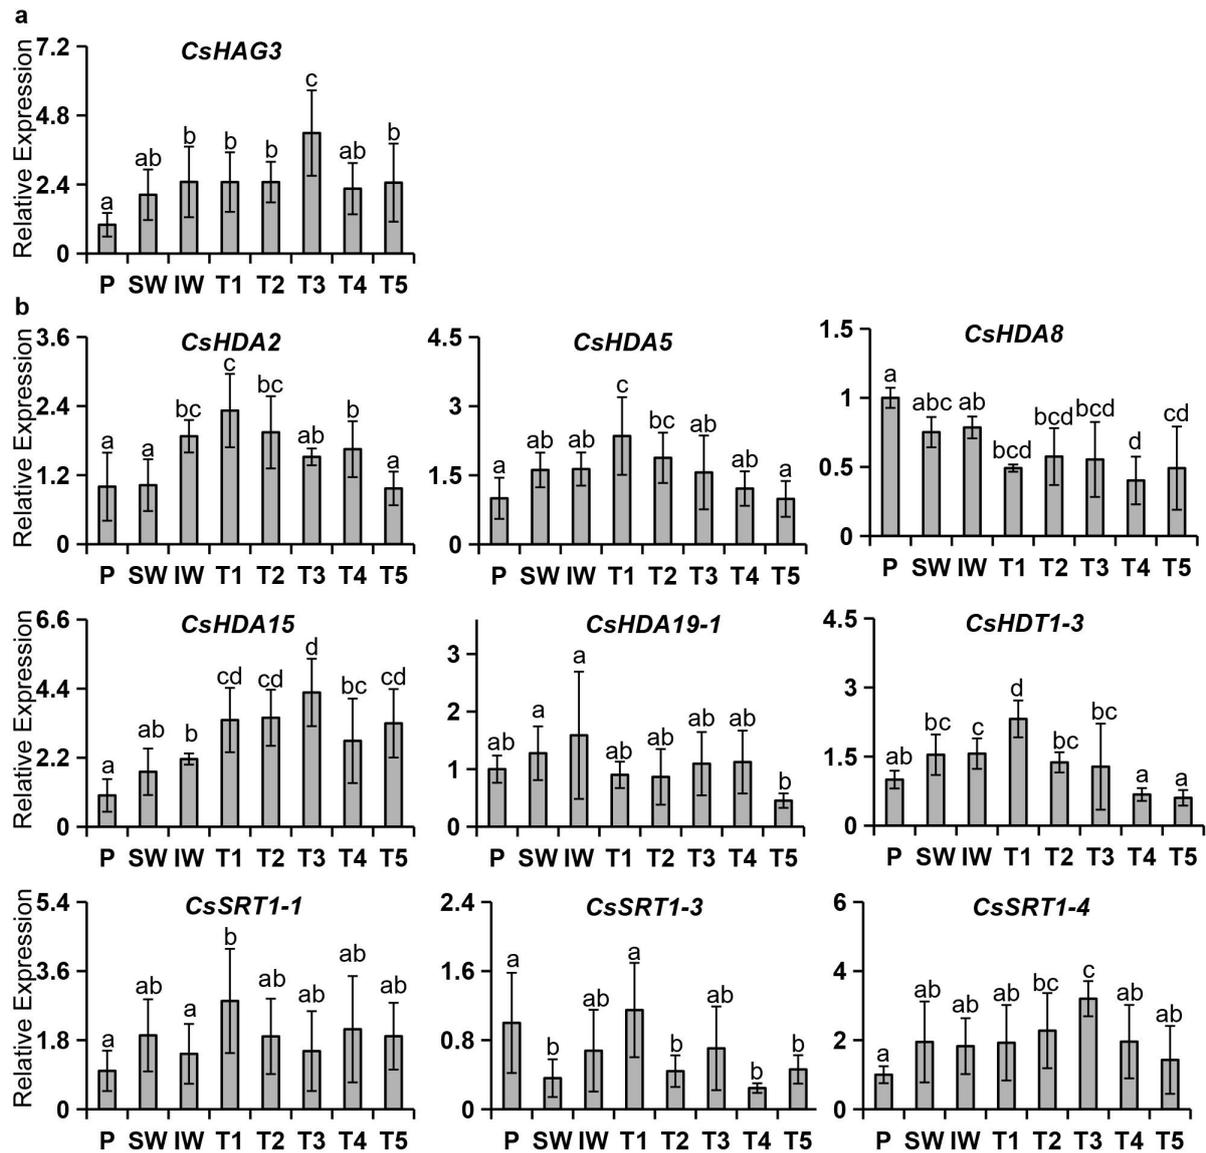 a
CsHAG3
Relative Expression
7.2
4.8
2.4
0
a ab b b b c ab b
P SW IW T1 T2 T3 T4 T5
b
CsHDA2
Relative Expression
3.6
2.4
1.2
0
a a bc c bc ab b a
P SW IW T1 T2 T3 T4 T5
CsHDA5
4.5
3
1.5
0
a ab ab c bc ab ab a
P SW IW T1 T2 T3 T4 T5
CsHDA8
1.5
1
0.5
0
a abc ab bcd bcd bcd d cd
P SW IW T1 T2 T3 T4 T5
CsHDA15
Relative Expression
6.6
4.4
2.2
0
a ab b cd cd d bc cd
P SW IW T1 T2 T3 T4 T5
CsHDA19-1
3
2
1
0
ab a a ab ab ab ab b
P SW IW T1 T2 T3 T4 T5
CsHDT1-3
4.5
3
1.5
0
ab bc c d bc bc a a
P SW IW T1 T2 T3 T4 T5
CsSRT1-1
Relative Expression
5.4
3.6
1.8
0
a ab a b ab ab ab ab
P SW IW T1 T2 T3 T4 T5
CsSRT1-3
2.4
1.6
0.8
0
a b ab a b ab b b
P SW IW T1 T2 T3 T4 T5
CsSRT1-4
6
4
2
0
a ab ab ab bc c ab ab
P SW IW T1 T2 T3 T4 T5